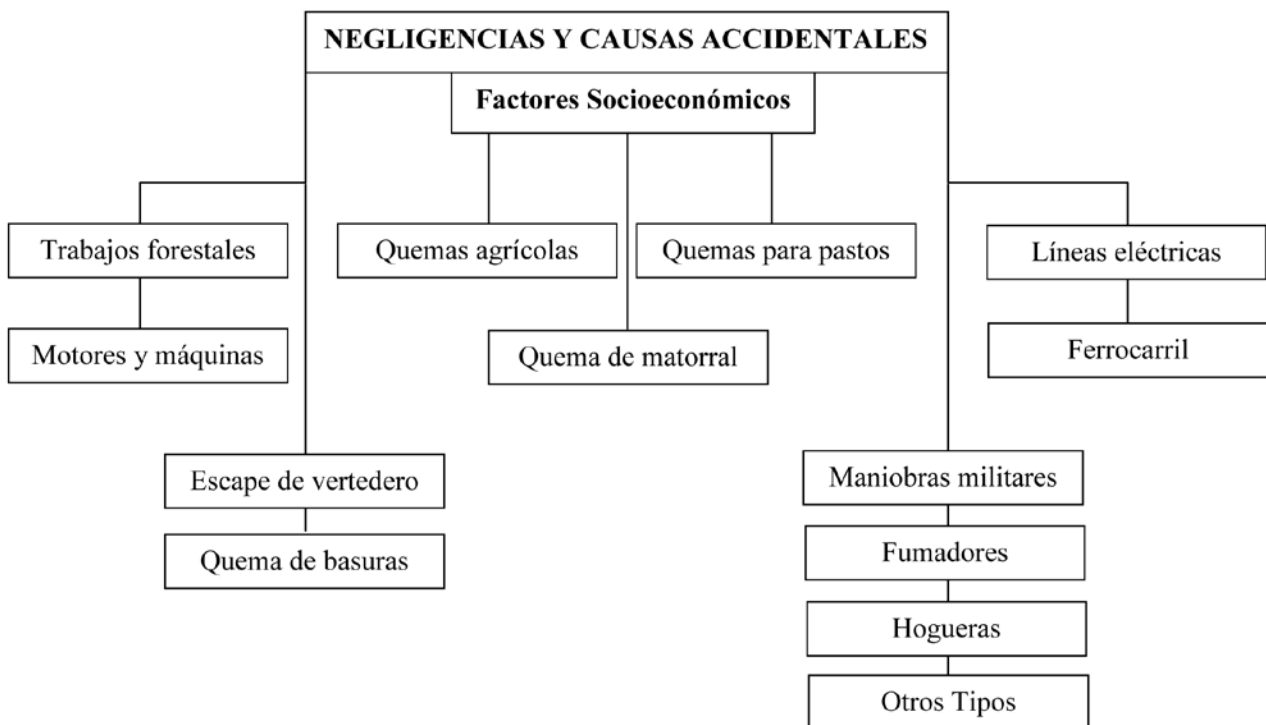 NEGLIGENCIAS Y CAUSAS ACCIDENTALES
Factores Socioeconómicos
Trabajos forestales
Motores y máquinas
Quemas agrícolas
Quemas para pastos
Quema de matorral
Líneas eléctricas
Ferrocarril
Escape de vertedero
Quema de basuras
Maniobras militares
Fumadores
Hogueras
Otros Tipos